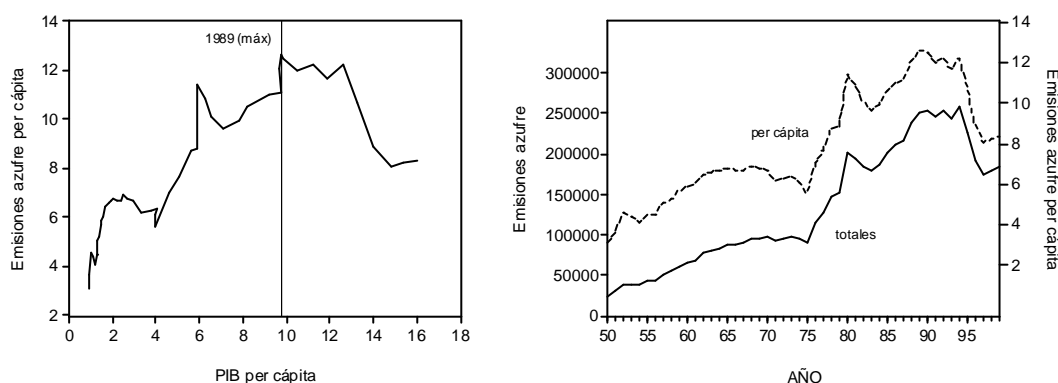 14
12
10
8
6
4
2
0 2 4 6 8 10 12 14 16 18
Emisiones azufre per cápita
1989 (máx)
PIB per cápita
300000
250000
200000
150000
100000
50000
0
Emisiones azufre
per cápita
totales
14
12
10
8
6
4
2
Emisiones azufre per cápita
50 55 60 65 70 75 80 85 90 95
AÑO